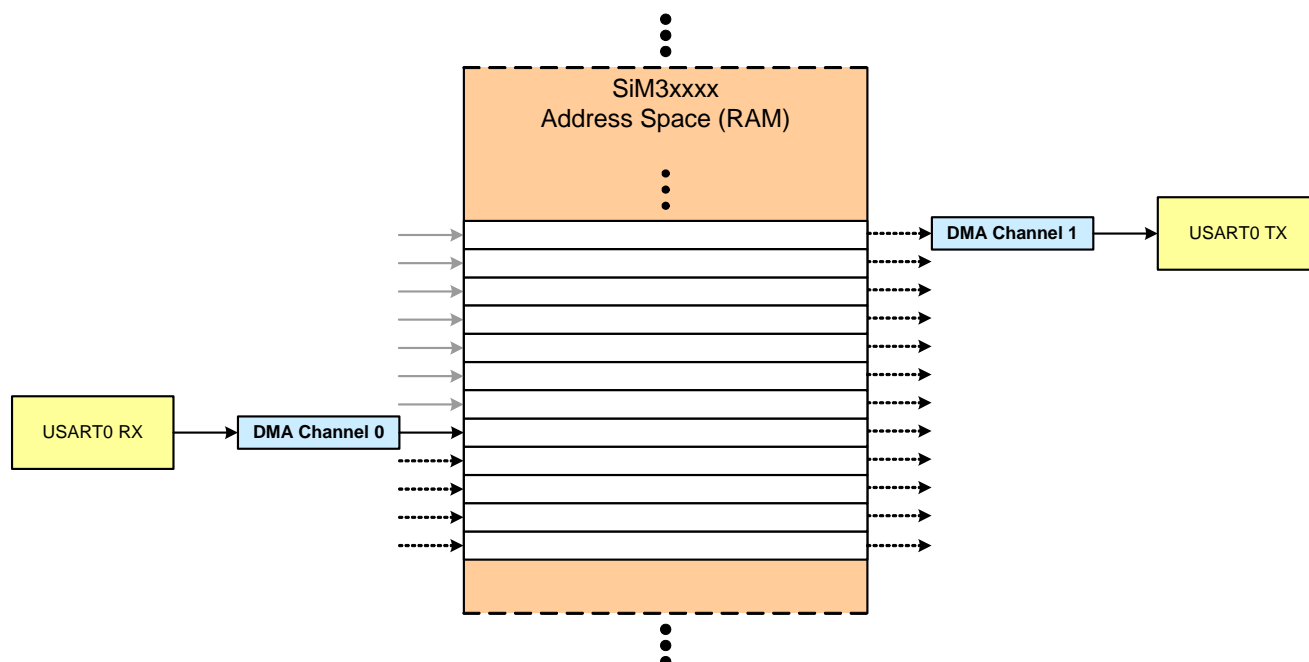 SiM3xxxx
Address Space (RAM)
DMA Channel 1
USART0 TX
USART0 RX
DMA Channel 0